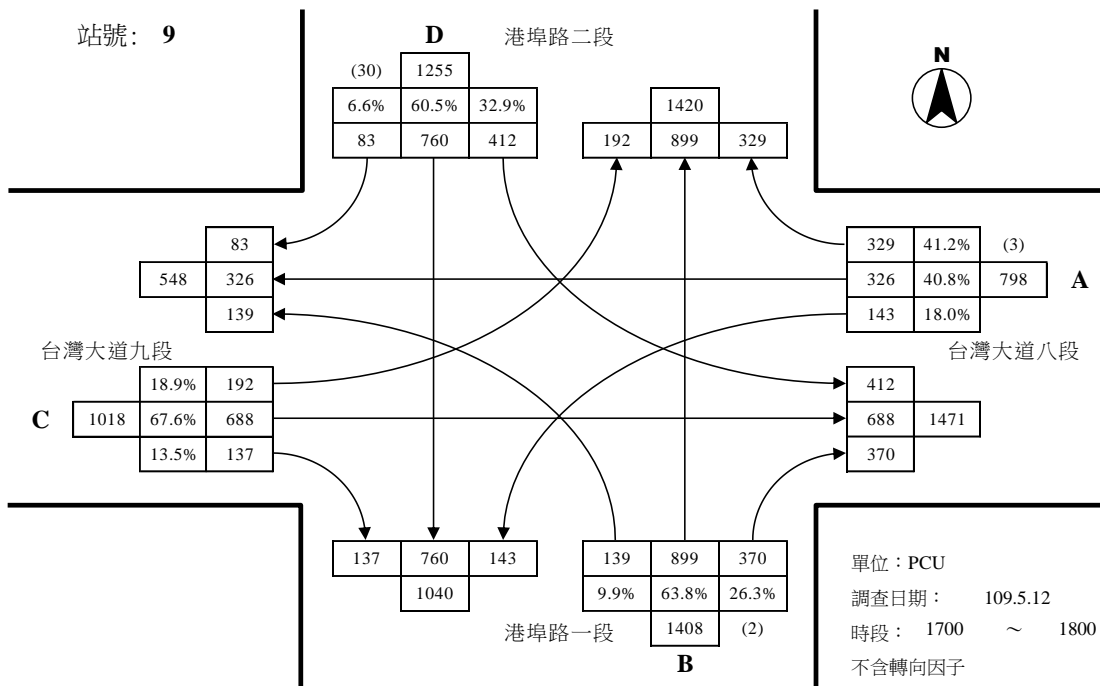 站號: 9
D 港埠路二段
N
(30) 1255
6.6% 60.5% 32.9%
83 760 412
1420
192 899 329
83
548 326
139
329 41.2% (3)
326 40.8% 798 A
143 18.0%
台灣大道九段
台灣大道八段
18.9% 192
C 1018 67.6% 688
13.5% 137
412
688 1471
370
137 760 143
1040
139 899 370
9.9% 63.8% 26.3%
1408 (2)
港埠路一段
B
單位：PCU
調查日期： 109.5.12
時段： 1700 ～ 1800
不含轉向因子